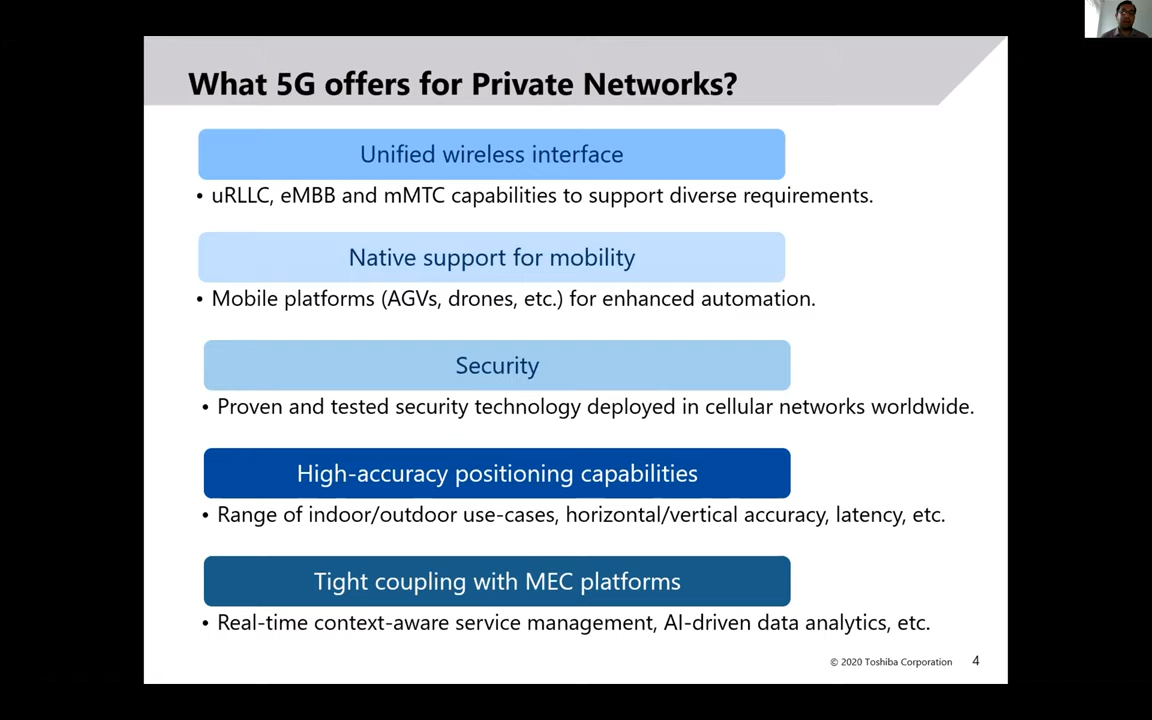 What 5G offers for Private Networks?
Unified wireless interface
• uRLLC, eMBB and mMTC capabilities to support diverse requirements.
Native support for mobility
• Mobile platforms (AGVs, drones, etc.) for enhanced automation.
Security
• Proven and tested security technology deployed in cellular networks worldwide.
High-accuracy positioning capabilities
• Range of indoor/outdoor use-cases, horizontal/vertical accuracy, latency, etc.
Tight coupling with MEC platforms
• Real-time context-aware service management, AI-driven data analytics, etc.
© 2020 Toshiba Corporation 4